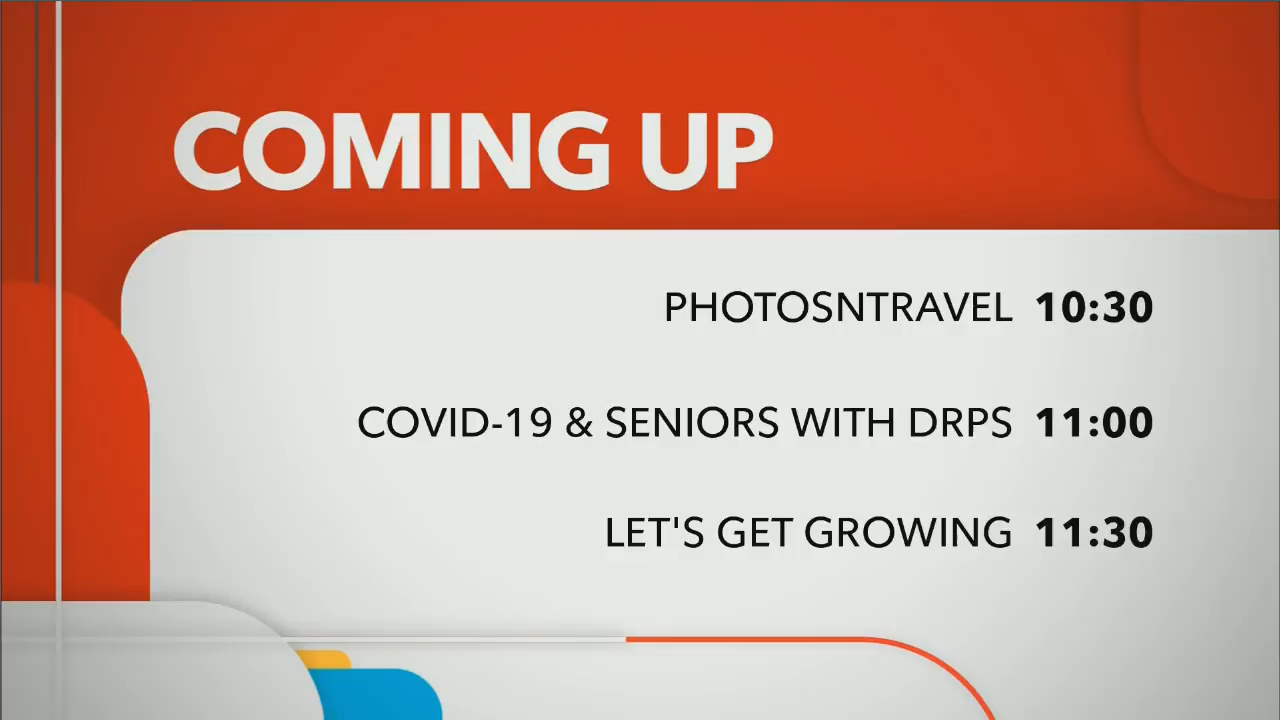 COMING UP
PHOTOSNTRAVEL 10:30
COVID-19 & SENIORS WITH DRPS 11:00
LET'S GET GROWING 11:30